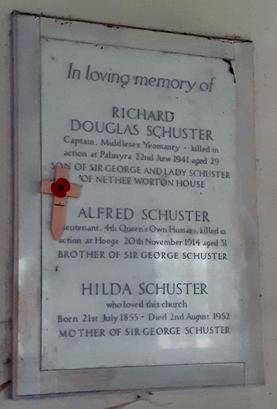 In loving memory of
RICHARD
DOUGLAS SCHUSTER
Captain, Middlesex Yeomanry - killed in
action at Palmyra 22nd June 1941 aged 29
SON OF SIR GEORGE AND LADY SCHUSTER
OF NETHER WORTON HOUSE
ALFRED SCHUSTER
Lieutenant, 4th Queen's Own Hussars, killed in
action at Hooge 20th November 1914 aged 31
BROTHER OF SIR GEORGE SCHUSTER
HILDA SCHUSTER
who loved this church
Born 21st July 1855 - Died 2nd August 1952
MOTHER OF SIR GEORGE SCHUSTER